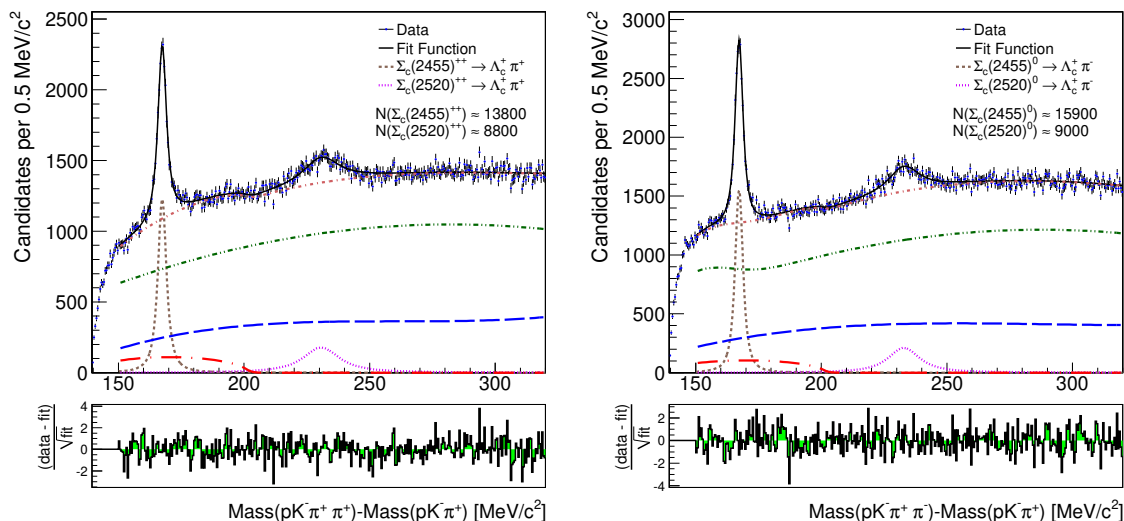 Candidates per 0.5 MeV/c²
2500
2000
1500
1000
500
0
Data
Fit Function
Σc(2455)⁺⁺ → Λc⁺ π⁺
Σc(2520)⁺⁺ → Λc⁺ π⁺
N(Σc(2455)⁺⁺) ≈ 13800
N(Σc(2520)⁺⁺) ≈ 8800
150 200 250 300
(data - fit)
√fit
4
2
0
-2
Mass(pK⁻π⁺ π⁺)-Mass(pK⁻π⁺) [MeV/c²]
Candidates per 0.5 MeV/c²
3000
2500
2000
1500
1000
500
0
Data
Fit Function
Σc(2455)⁰ → Λc⁺ π⁻
Σc(2520)⁰ → Λc⁺ π⁻
N(Σc(2455)⁰) ≈ 15900
N(Σc(2520)⁰) ≈ 9000
150 200 250 300
(data - fit)
√fit
2
0
-2
-4
Mass(pK⁻π⁺ π⁻)-Mass(pK⁻π⁺) [MeV/c²]